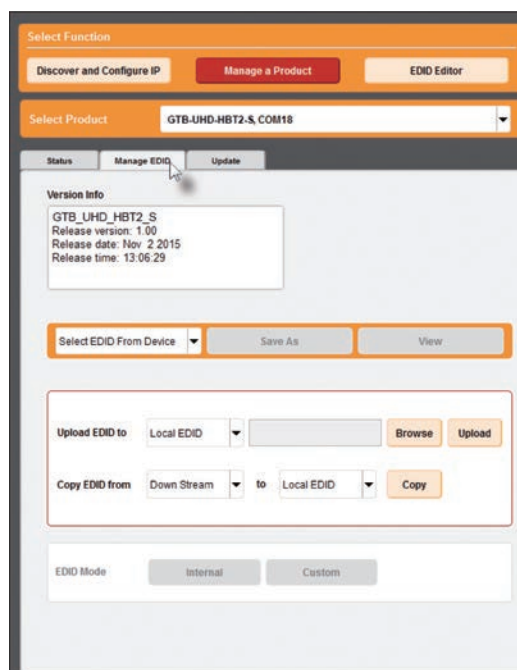 Select Function
Discover and Configure IP
Manage a Product
EDID Editor
Select Product
GTB-UHD-HBT2-S, COM18
Status
Manage EDID
Update
Version Info
GTB_UHD_HBT2_S
Release version: 1.00
Release date: Nov 2 2015
Release time: 13:06:29
Select EDID From Device
Save As
View
Upload EDID to
Local EDID
Browse
Upload
Copy EDID from
Down Stream
to
Local EDID
Copy
EDID Mode
Internal
Custom